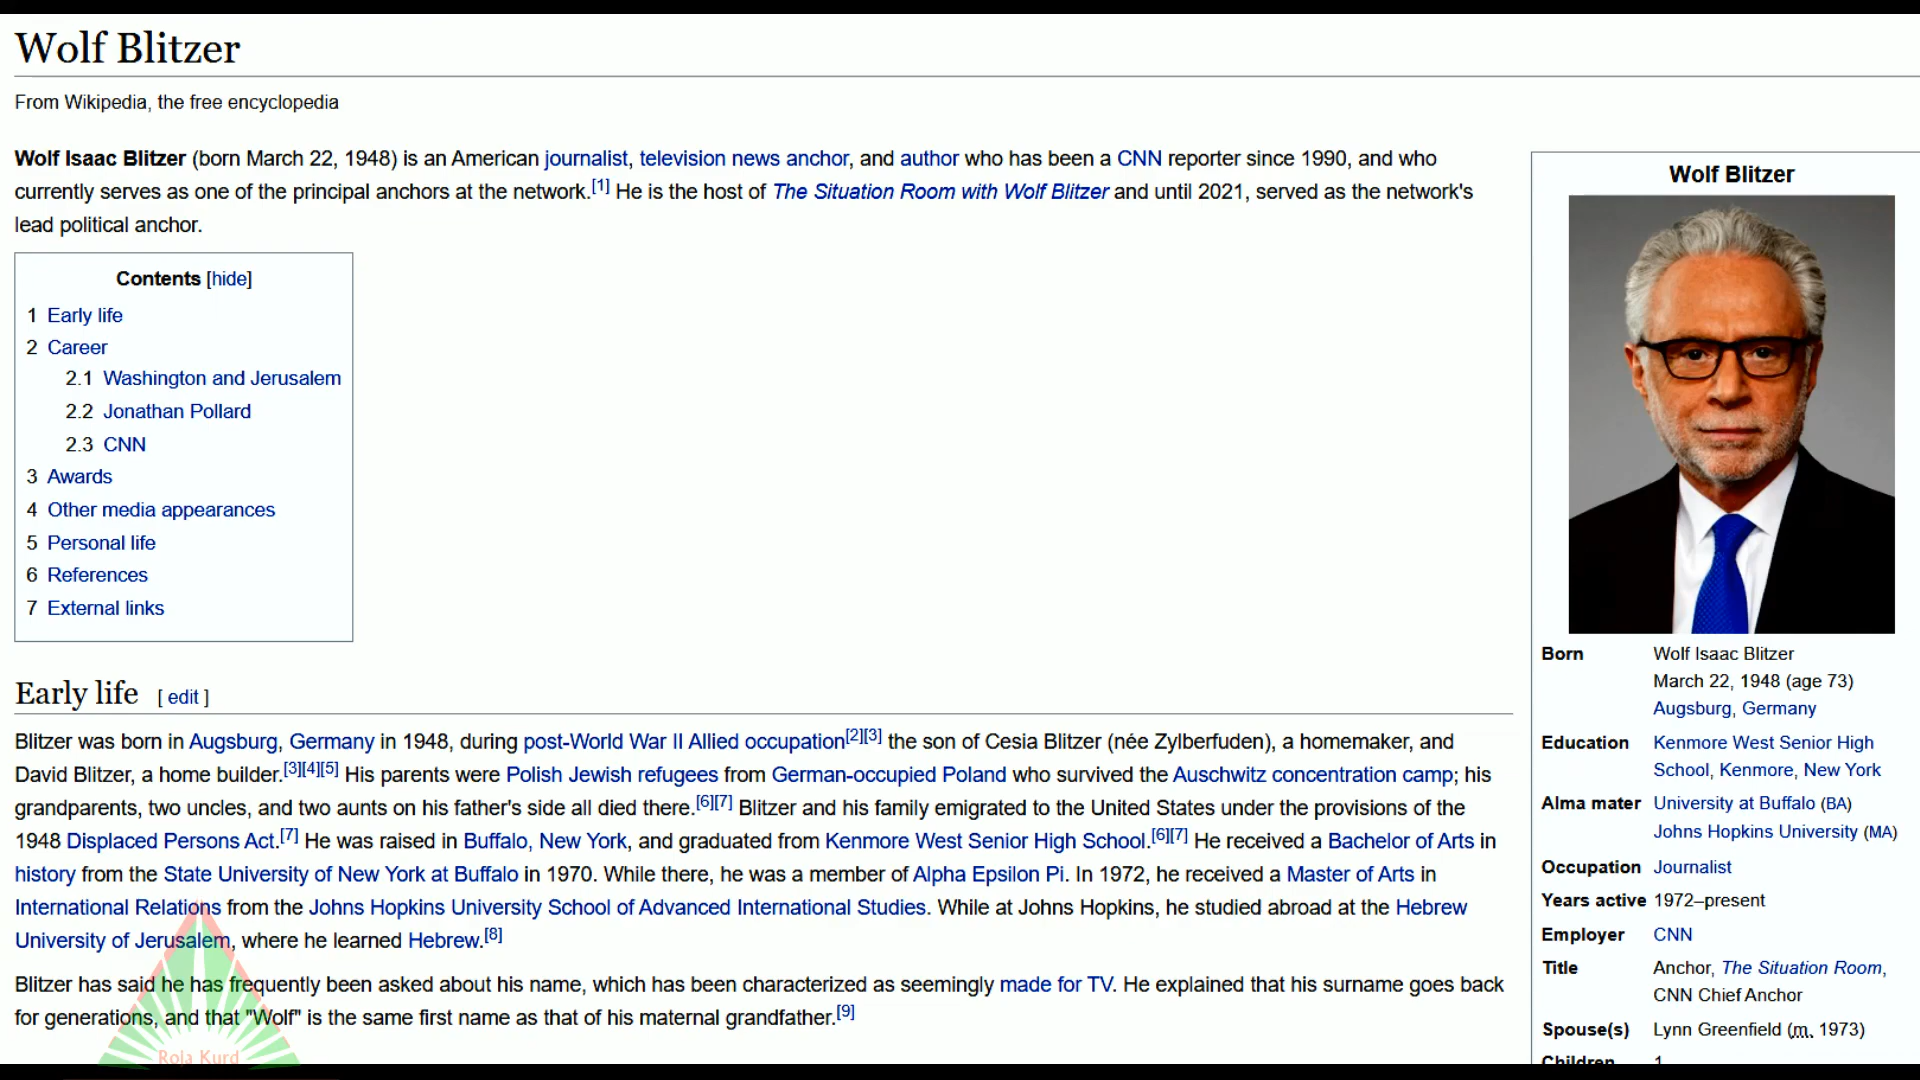 Wolf Blitzer
From Wikipedia, the free encyclopedia
Wolf Isaac Blitzer (born March 22, 1948) is an American journalist, television news anchor, and author who has been a CNN reporter since 1990, and who
currently serves as one of the principal anchors at the network.[1] He is the host of The Situation Room with Wolf Blitzer and until 2021, served as the network's
lead political anchor.
Contents [hide]
1 Early life
2 Career
2.1 Washington and Jerusalem
2.2 Jonathan Pollard
2.3 CNN
3 Awards
4 Other media appearances
5 Personal life
6 References
7 External links
Early life [ edit ]
Blitzer was born in Augsburg, Germany in 1948, during post-World War II Allied occupation[2][3] the son of Cesia Blitzer (née Zylberfuden), a homemaker, and
David Blitzer, a home builder.[3][4][5] His parents were Polish Jewish refugees from German-occupied Poland who survived the Auschwitz concentration camp; his
grandparents, two uncles, and two aunts on his father's side all died there.[6][7] Blitzer and his family emigrated to the United States under the provisions of the
1948 Displaced Persons Act.[7] He was raised in Buffalo, New York, and graduated from Kenmore West Senior High School.[6][7] He received a Bachelor of Arts in
history from the State University of New York at Buffalo in 1970. While there, he was a member of Alpha Epsilon Pi. In 1972, he received a Master of Arts in
International Relations from the Johns Hopkins University School of Advanced International Studies. While at Johns Hopkins, he studied abroad at the Hebrew
University of Jerusalem, where he learned Hebrew.[8]
Blitzer has said he has frequently been asked about his name, which has been characterized as seemingly made for TV. He explained that his surname goes back
for generations, and that "Wolf" is the same first name as that of his maternal grandfather.[9]
Rola Kurd
Wolf Blitzer
Born Wolf Isaac Blitzer
March 22, 1948 (age 73)
Augsburg, Germany
Education Kenmore West Senior High
School, Kenmore, New York
Alma mater University at Buffalo (BA)
Johns Hopkins University (MA)
Occupation Journalist
Years active 1972–present
Employer CNN
Title Anchor, The Situation Room,
CNN Chief Anchor
Spouse(s) Lynn Greenfield (m. 1973)
Children 1